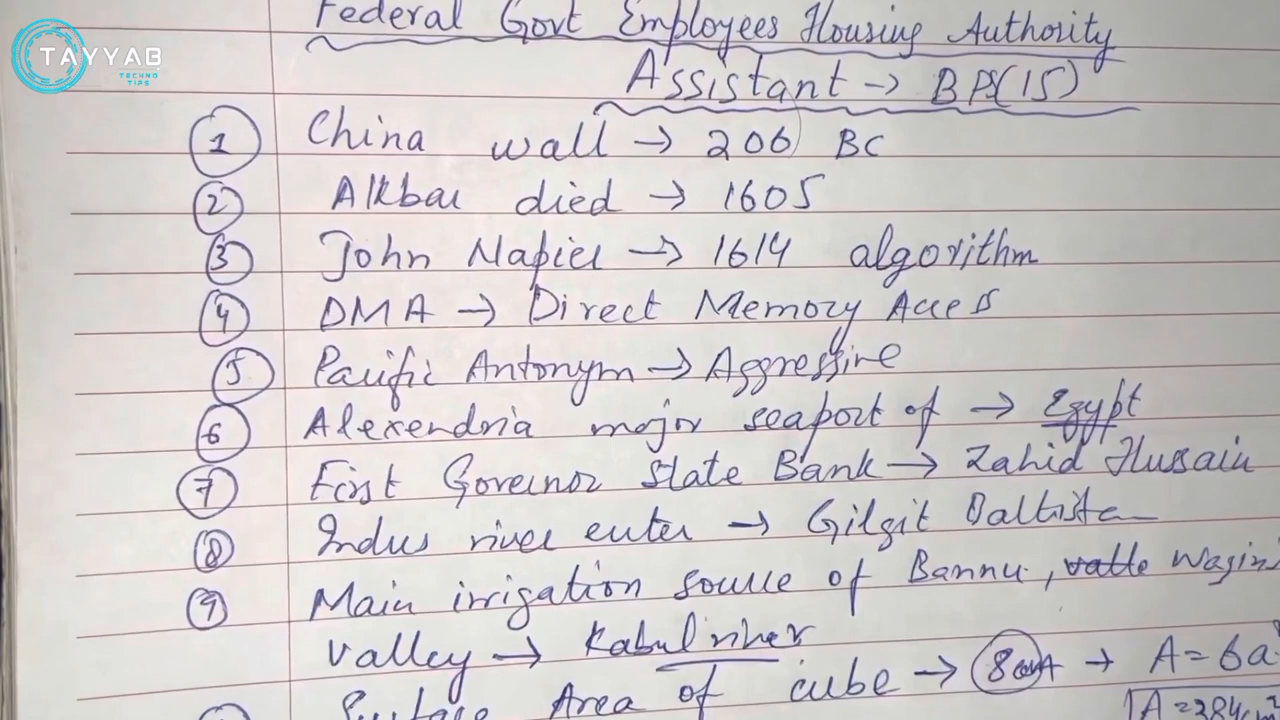 TAYYAB
TECHNO
TIPS
Federal Govt Employees Housing Authority
Assistant → BPS(15)
1 China wall → 206 BC
2 Akbar died → 1605
3 John Napier → 1614 algorithm
4 DMA → Direct Memory Access
5 Pacific Antonym → Aggressive
6 Alexendria major seaport of → Egypt
7 First Governor State Bank → Zahid Hussain
8 Indus river enter → Gilgit Baltistan
9 Main irrigation source of Bannu,
valley → Kabul river
Surface Area of cube → 8cm → A = 6a
A = 384cm²